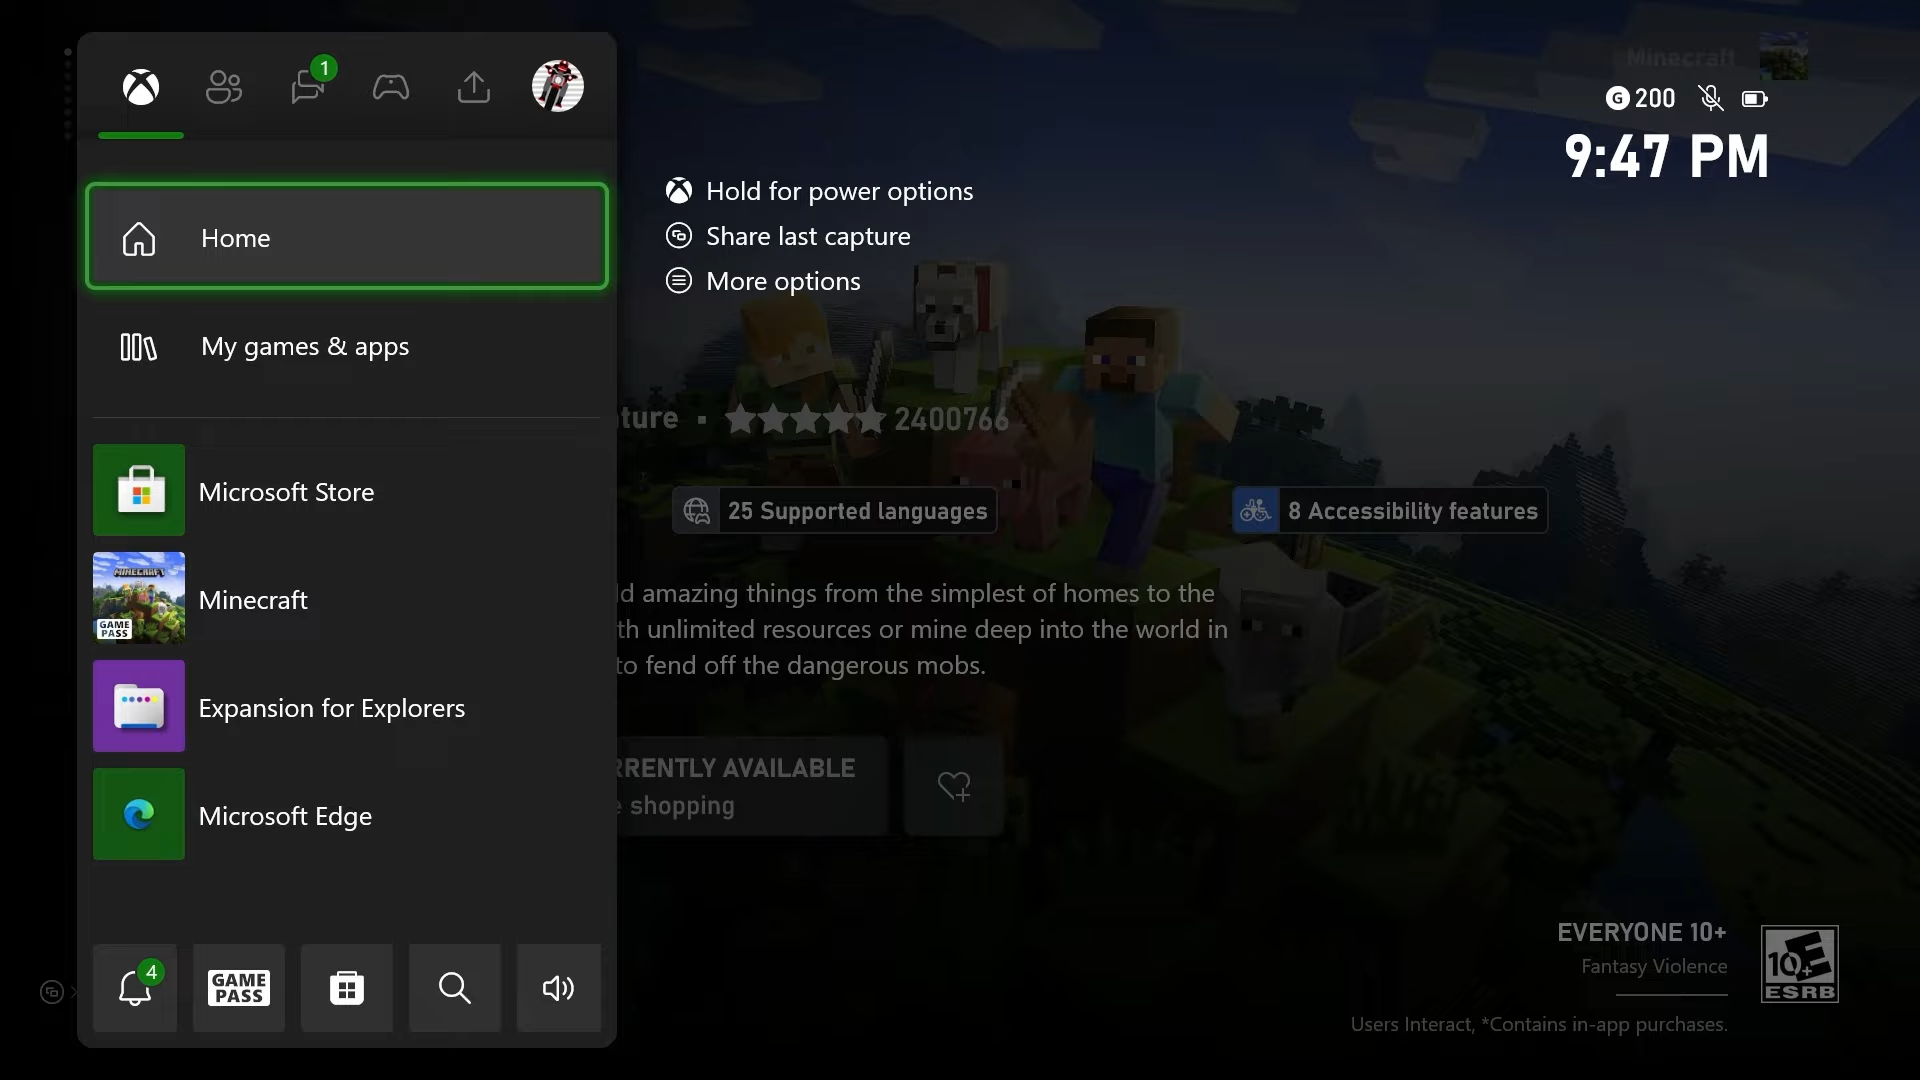 1
Minecraft
200
9:47 PM
Home
My games & apps
Hold for power options
Share last capture
More options
ture ▪ 2400766
25 Supported languages
8 Accessibility features
Microsoft Store
MINECRAFT
GAME PASS
Minecraft
Expansion for Explorers
Microsoft Edge
d amazing things from the simplest of homes to the
th unlimited resources or mine deep into the world in
to fend off the dangerous mobs.
RRENTLY AVAILABLE
e shopping
4
GAME PASS
EVERYONE 10+
Fantasy Violence
Users Interact, *Contains in-app purchases.
E 10+
ESRB